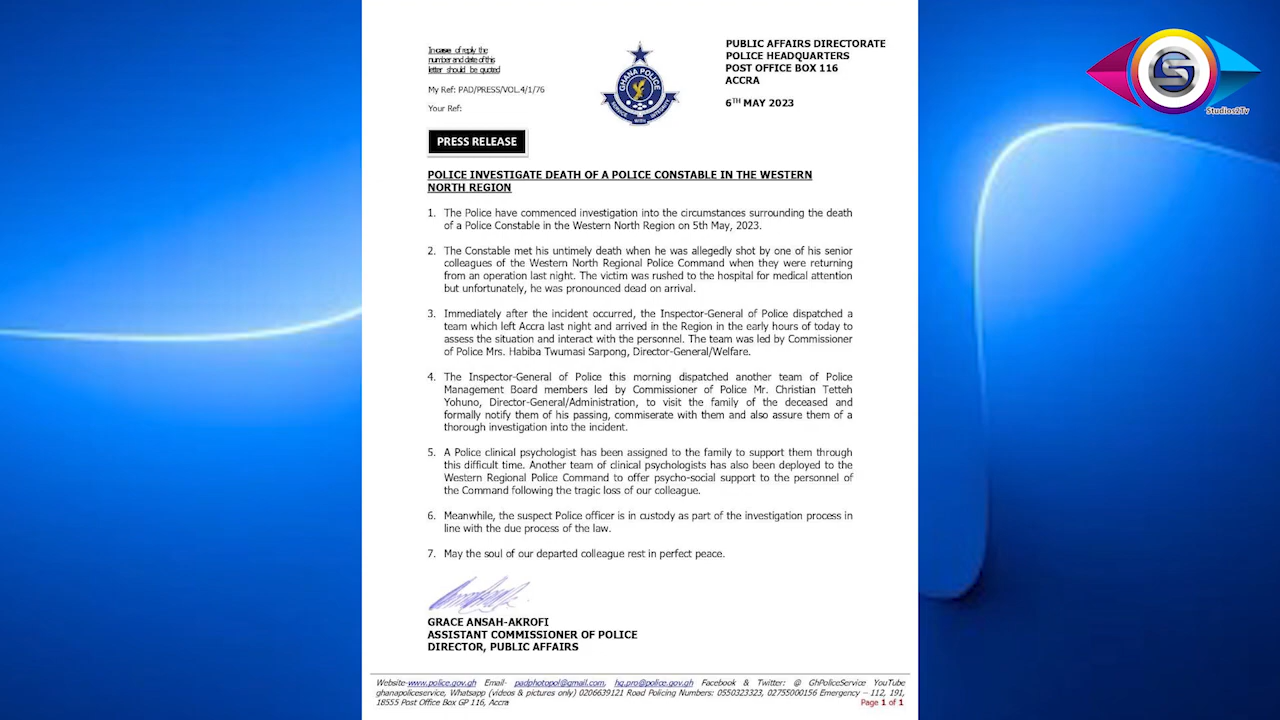 In case of reply the
number and date of this
letter should be quoted
My Ref: PAD/PRESS/VOL.4/1/76
Your Ref:
GHANA POLICE
SERVICE WITH INTEGRITY
PUBLIC AFFAIRS DIRECTORATE
POLICE HEADQUARTERS
POST OFFICE BOX 116
ACCRA
6TH MAY 2023
S
Studios2Tv
PRESS RELEASE
POLICE INVESTIGATE DEATH OF A POLICE CONSTABLE IN THE WESTERN
NORTH REGION
1. The Police have commenced investigation into the circumstances surrounding the death
of a Police Constable in the Western North Region on 5th May, 2023.
2. The Constable met his untimely death when he was allegedly shot by one of his senior
colleagues of the Western North Regional Police Command when they were returning
from an operation last night. The victim was rushed to the hospital for medical attention
but unfortunately, he was pronounced dead on arrival.
3. Immediately after the incident occurred, the Inspector-General of Police dispatched a
team which left Accra last night and arrived in the Region in the early hours of today to
assess the situation and interact with the personnel. The team was led by Commissioner
of Police Mrs. Habiba Twumasi Sarpong, Director-General/Welfare.
4. The Inspector-General of Police this morning dispatched another team of Police
Management Board members led by Commissioner of Police Mr. Christian Tetteh
Yohuno, Director-General/Administration, to visit the family of the deceased and
formally notify them of his passing, commiserate with them and also assure them of a
thorough investigation into the incident.
5. A Police clinical psychologist has been assigned to the family to support them through
this difficult time. Another team of clinical psychologists has also been deployed to the
Western Regional Police Command to offer psycho-social support to the personnel of
the Command following the tragic loss of our colleague.
6. Meanwhile, the suspect Police officer is in custody as part of the investigation process in
line with the due process of the law.
7. May the soul of our departed colleague rest in perfect peace.
GRACE ANSAH-AKROFI
ASSISTANT COMMISSIONER OF POLICE
DIRECTOR, PUBLIC AFFAIRS
Website-www.police.gov.gh Email- padphotopol@gmail.com, hq.pro@police.gov.gh Facebook & Twitter: @ GhPoliceService YouTube
ghanapoliceservice, Whatsapp (videos & pictures only) 0206639121 Road Policing Numbers: 0550323323, 02755000156 Emergency – 112, 191,
18555 Post Office Box GP 116, Accra
Page 1 of 1